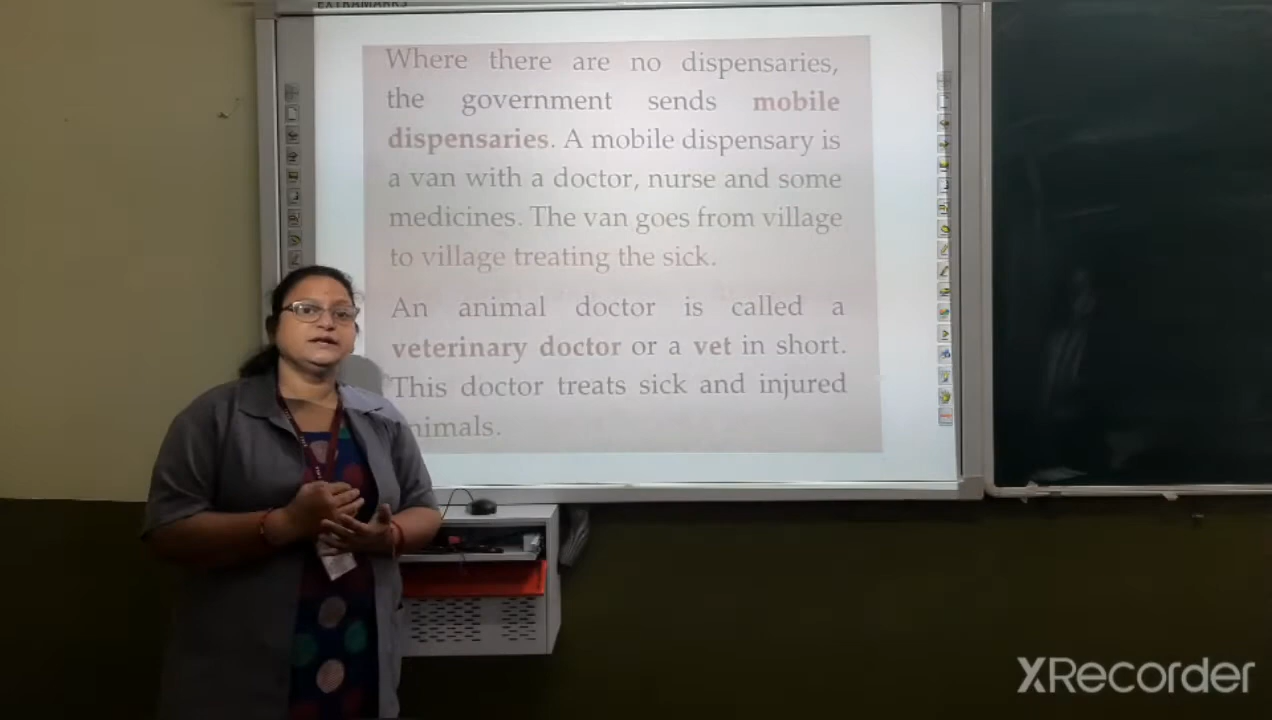 EXTRAMARKS
Where there are no dispensaries,
the government sends mobile
dispensaries. A mobile dispensary is
a van with a doctor, nurse and some
medicines. The van goes from village
to village treating the sick.
An animal doctor is called a
veterinary doctor or a vet in short.
This doctor treats sick and injured
nimals.
XRecorder